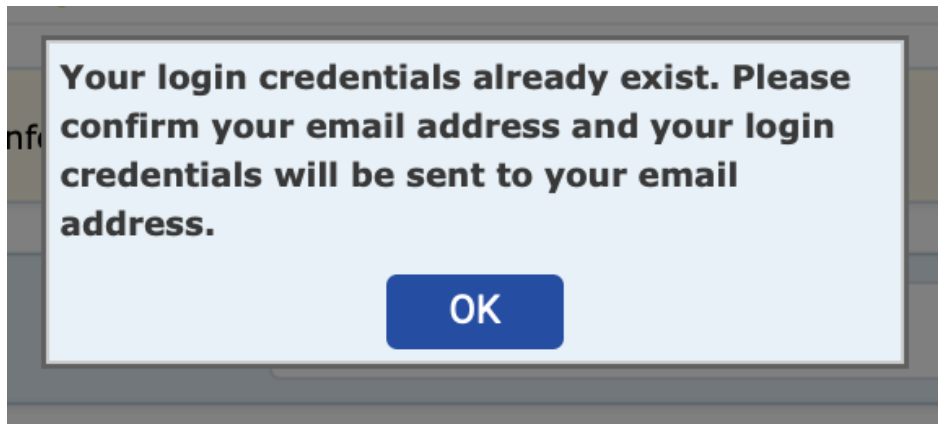 Your login credentials already exist. Please
confirm your email address and your login
credentials will be sent to your email
address.
OK